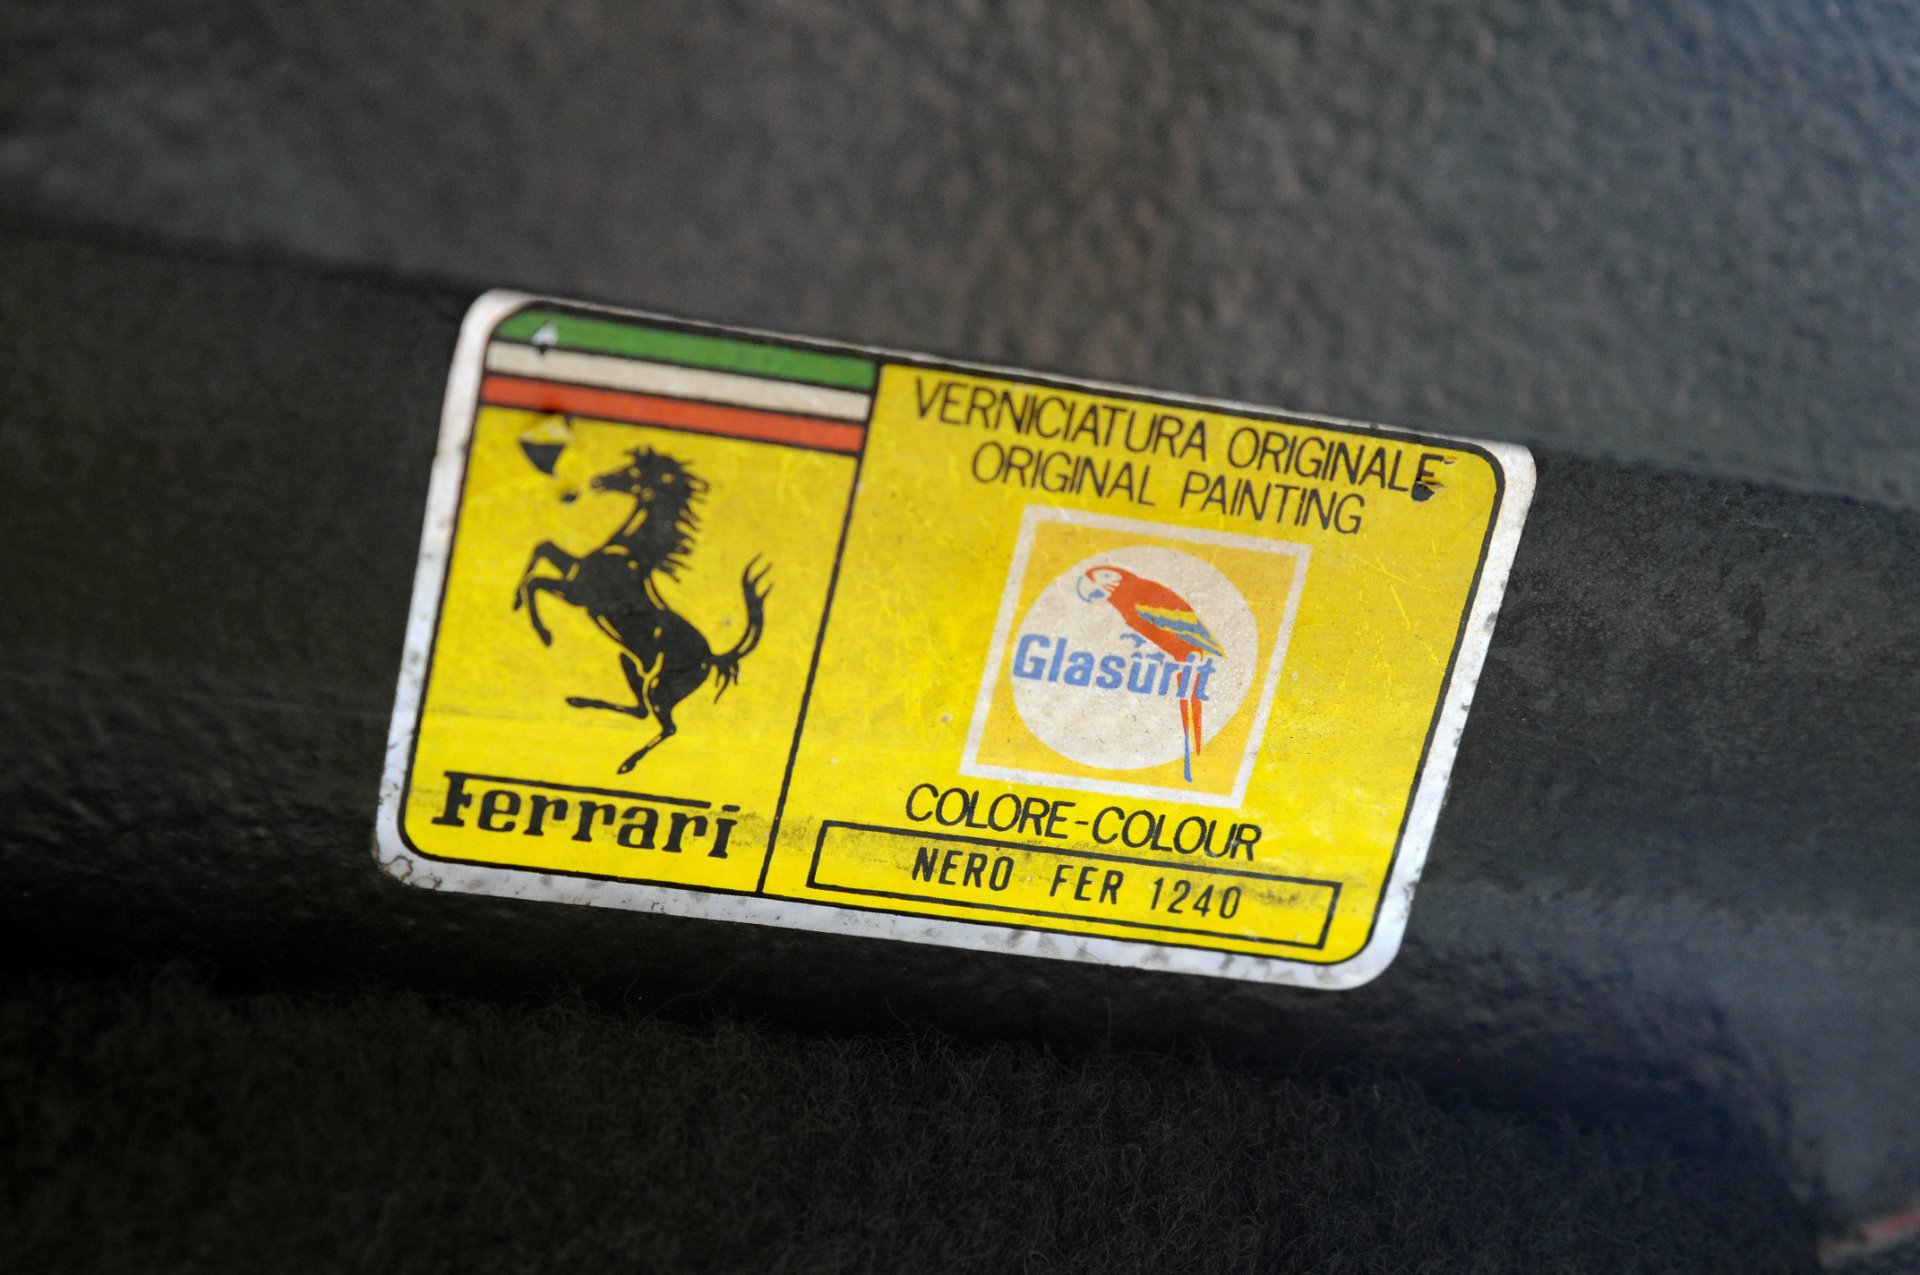 VERNICIATURA ORIGINALE
ORIGINAL PAINTING
Glasurit
COLORE-COLOUR
NERO FER 1240
Ferrari